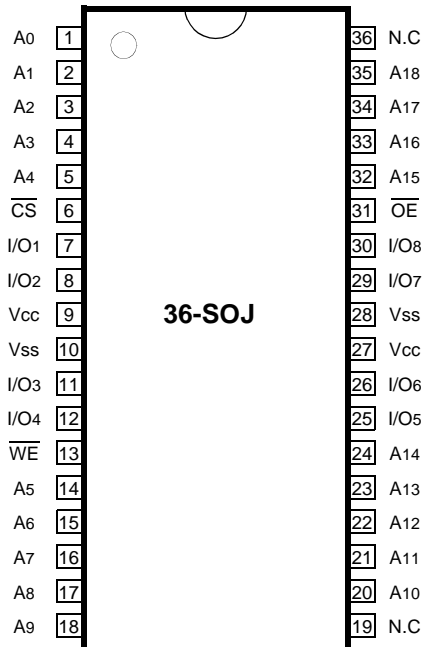 A0 1 36 N.C
A1 2 35 A18
A2 3 34 A17
A3 4 33 A16
A4 5 32 A15
CS 6 31 OE
I/O1 7 30 I/O8
I/O2 8 29 I/O7
Vcc 9 36-SOJ 28 Vss
Vss 10 27 Vcc
I/O3 11 26 I/O6
I/O4 12 25 I/O5
WE 13 24 A14
A5 14 23 A13
A6 15 22 A12
A7 16 21 A11
A8 17 20 A10
A9 18 19 N.C